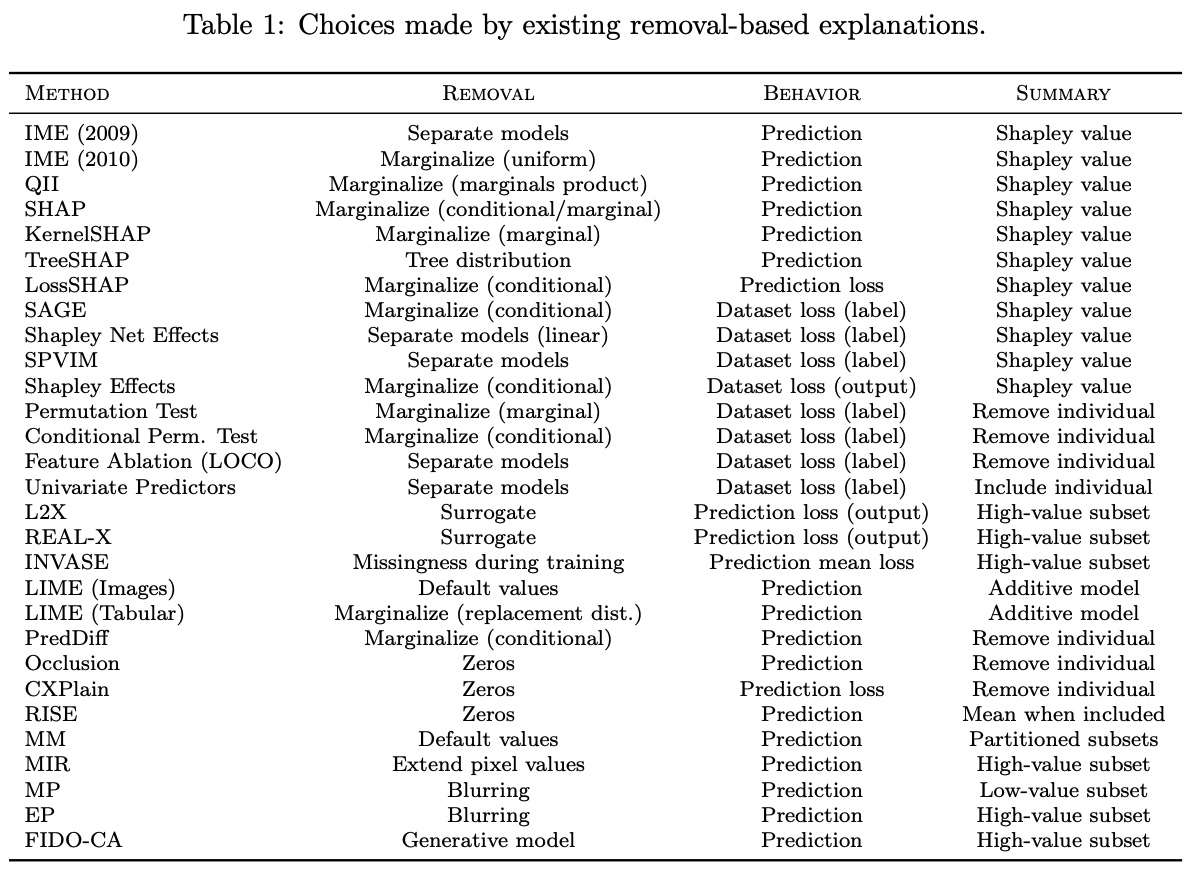 Table 1: Choices made by existing removal-based explanations.
METHOD REMOVAL BEHAVIOR SUMMARY
IME (2009) Separate models Prediction Shapley value
IME (2010) Marginalize (uniform) Prediction Shapley value
QII Marginalize (marginals product) Prediction Shapley value
SHAP Marginalize (conditional/marginal) Prediction Shapley value
KernelSHAP Marginalize (marginal) Prediction Shapley value
TreeSHAP Tree distribution Prediction Shapley value
LossSHAP Marginalize (conditional) Prediction loss Shapley value
SAGE Marginalize (conditional) Dataset loss (label) Shapley value
Shapley Net Effects Separate models (linear) Dataset loss (label) Shapley value
SPVIM Separate models Dataset loss (label) Shapley value
Shapley Effects Marginalize (conditional) Dataset loss (output) Shapley value
Permutation Test Marginalize (marginal) Dataset loss (label) Remove individual
Conditional Perm. Test Marginalize (conditional) Dataset loss (label) Remove individual
Feature Ablation (LOCO) Separate models Dataset loss (label) Remove individual
Univariate Predictors Separate models Dataset loss (label) Include individual
L2X Surrogate Prediction loss (output) High-value subset
REAL-X Surrogate Prediction loss (output) High-value subset
INVASE Missingness during training Prediction mean loss High-value subset
LIME (Images) Default values Prediction Additive model
LIME (Tabular) Marginalize (replacement dist.) Prediction Additive model
PredDiff Marginalize (conditional) Prediction Remove individual
Occlusion Zeros Prediction Remove individual
CXPlain Zeros Prediction loss Remove individual
RISE Zeros Prediction Mean when included
MM Default values Prediction Partitioned subsets
MIR Extend pixel values Prediction High-value subset
MP Blurring Prediction Low-value subset
EP Blurring Prediction High-value subset
FIDO-CA Generative model Prediction High-value subset